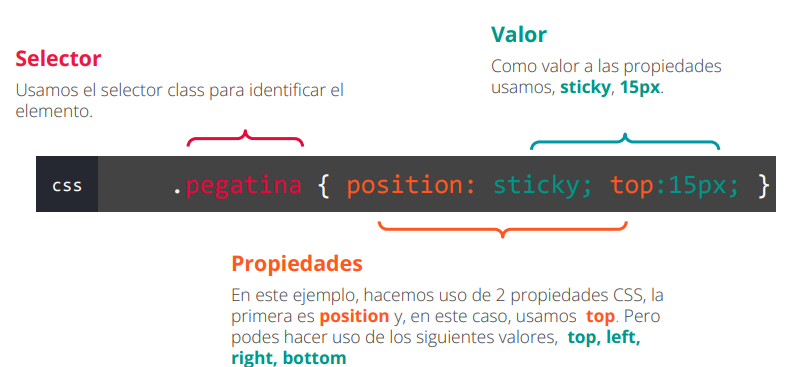 Selector
Usamos el selector class para identificar el
elemento.
Valor
Como valor a las propiedades
usamos, sticky, 15px.
css
.pegatina { position: sticky; top:15px; }
Propiedades
En este ejemplo, hacemos uso de 2 propiedades CSS, la
primera es position y, en este caso, usamos top. Pero
podes hacer uso de los siguientes valores, top, left,
right, bottom